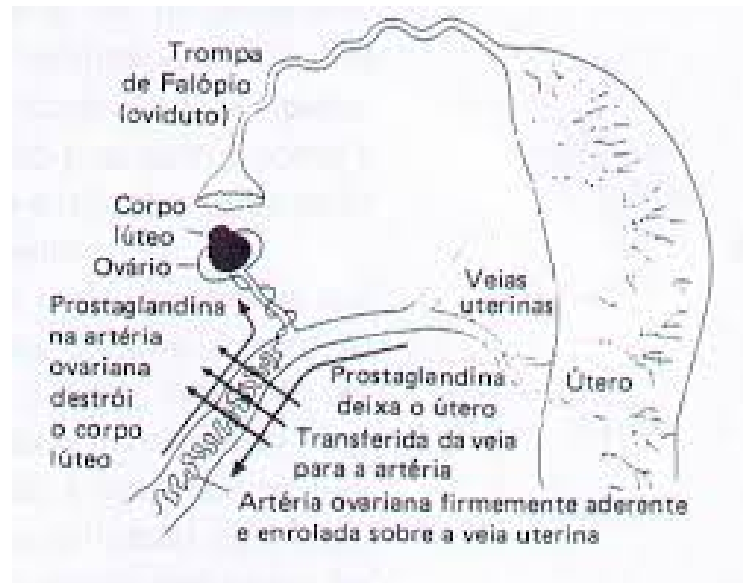 Trompa
de Falópio
(oviduto)
Corpo
lúteo
Ovário
Prostaglandina
na artéria
ovariana
destrói
o corpo
lúteo
Veias
uterinas
Útero
Prostaglandina
deixa o útero
Transferida da veia
para a artéria
Artéria ovariana firmemente aderente
e enrolada sobre a veia uterina